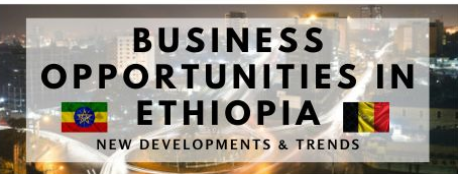 BUSINESS
OPPORTUNITIES IN
ETHIOPIA
NEW DEVELOPMENTS & TRENDS